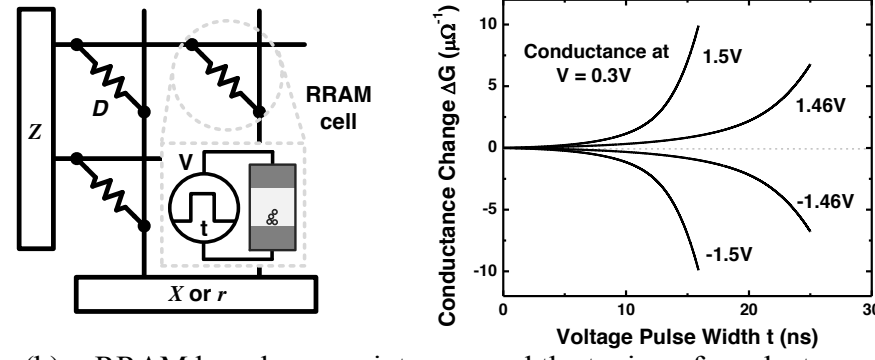 Z
D
RRAM
cell
V
t
X or r
Conductance Change ΔG (μΩ⁻¹)
10
5
0
-5
-10
Conductance at
V = 0.3V
1.5V
1.46V
-1.46V
-1.5V
0
10
20
30
Voltage Pulse Width t (ns)